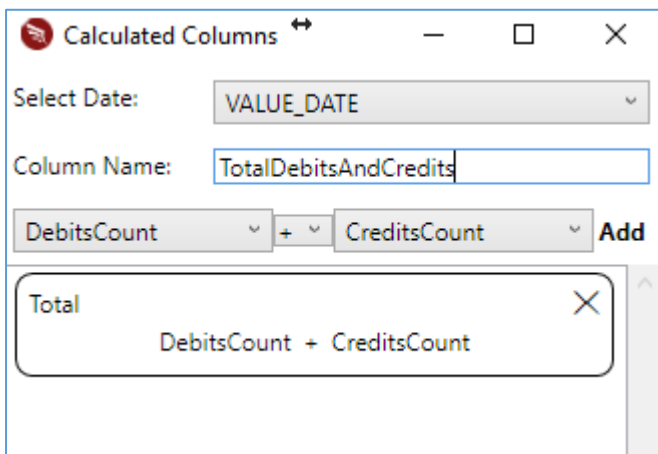 Calculated Columns
Select Date: VALUE_DATE
Column Name: TotalDebitsAndCredits
DebitsCount + CreditsCount Add
Total
DebitsCount + CreditsCount